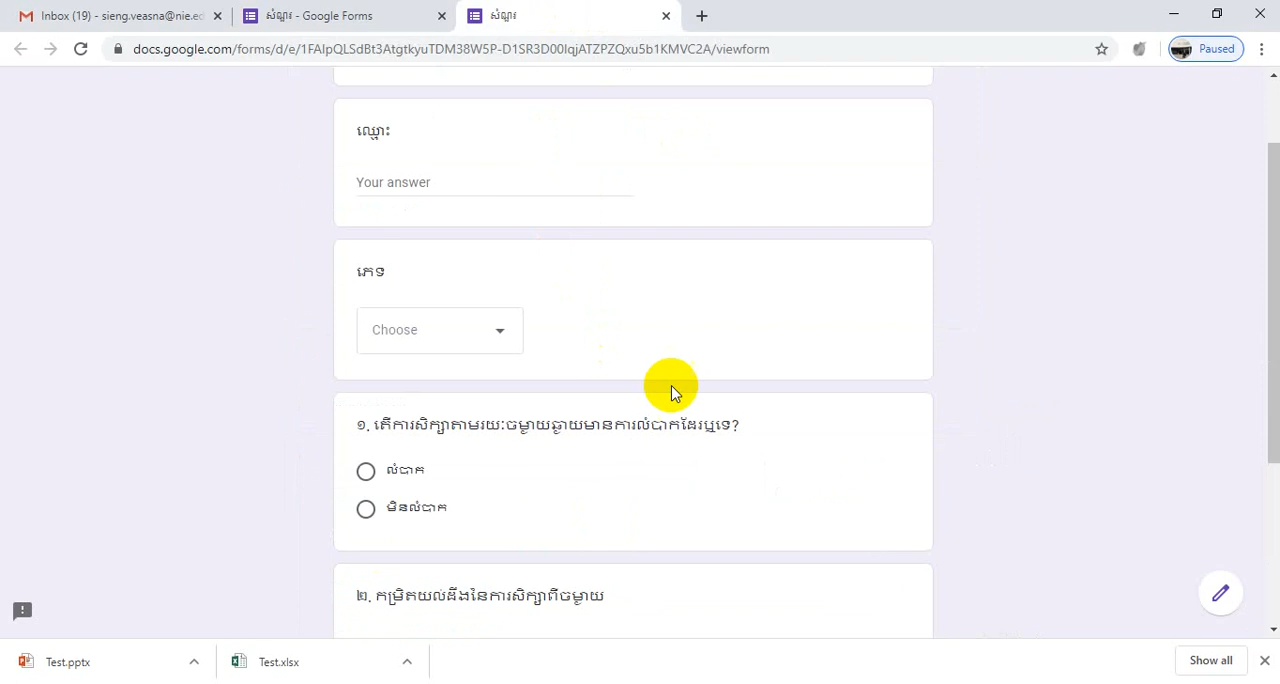 Inbox (19) - sieng.veasna@nie.ed
សំណួរ - Google Forms
សំណួរ
docs.google.com/forms/d/e/1FAIpQLSdBt3AtgtkyuTDM38W5P-D1SR3D00IqjATZPZQxu5b1KMVC2A/viewform
Paused
ឈ្មោះ
Your answer
ភេទ
Choose
១. តើការសិក្សាតាមរយៈចម្ងាយឆ្ងាយមានការលំបាកដែរឬទេ?
លំបាក
មិនលំបាក
២. កម្រិតយល់ដឹងនៃការសិក្សាពីចម្ងាយ
Test.pptx
Test.xlsx
Show all